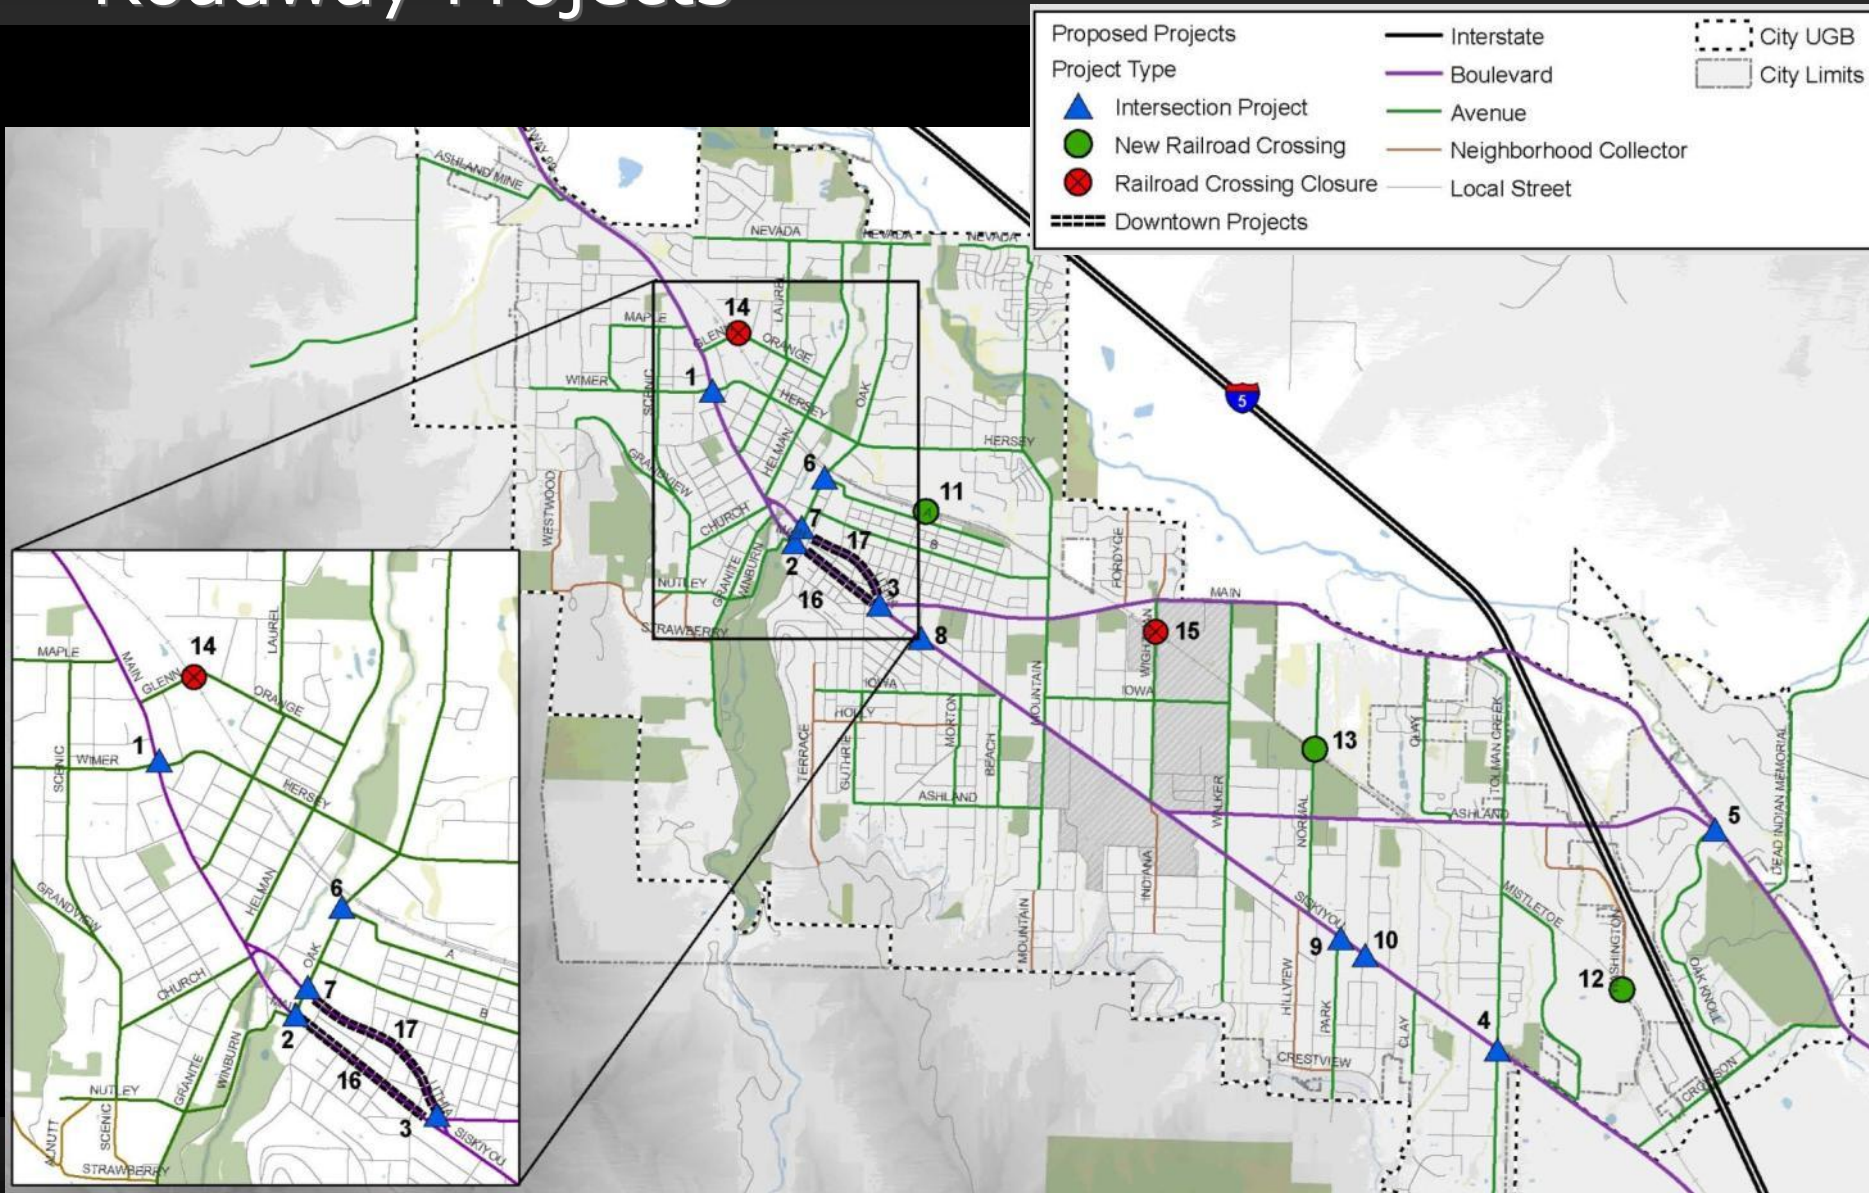 Roadway Projects
Proposed Projects
Project Type
Intersection Project
New Railroad Crossing
Railroad Crossing Closure
Downtown Projects
Interstate
Boulevard
Avenue
Neighborhood Collector
Local Street
City UGB
City Limits
ASHLAND MINE
NEVADA
NEVADA
NEVADA
LAUREL
14
MAPLE
GLENN
ORANGE
5
WIMER
SCENIC
1
HERSEY
OAK
HERSEY
GRANDVIEW
HELMAN
6
11
WESTWOOD
CHURCH
7
17
B
FORDYCE
2
NUTLEY
GRANITE
WINBURN
16
3
MAIN
STRAWBERRY
8
15
IOWA
IOWA
HOLLY
MORTON
MOUNTAIN
TERRACE
GUTHRIE
BEACH
CLAY
TOLMAN CREEK
13
DEAD INDIAN MEMORIAL
ASHLAND
WALKER
NORMAL
ASHLAND
5
INDIANA
SISKIYOU
MISTLETOE
MOUNTAIN
9
10
HILLVIEW
PARK
CLAY
12
OAK KNOLL
4
CRESTVIEW
CROWSON
LAUREL
14
MAPLE
MAIN
GLENN
ORANGE
1
SCENIC
WIMER
HERSEY
GRANDVIEW
HELMAN
6
OAK
A
CHURCH
7
B
2
17
16
NUTLEY
GRANITE
WINBURN
LITHIA
3
SISKIYOU
SCENIC
STRAWBERRY